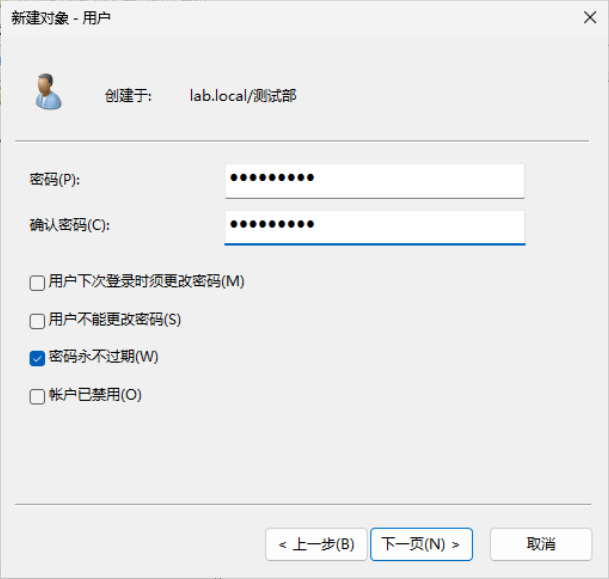 新建对象 - 用户
创建于: lab.local/测试部
密码(P): ●●●●●●●●●
确认密码(C): ●●●●●●●●●
用户下次登录时须更改密码(M)
用户不能更改密码(S)
密码永不过期(W)
帐户已禁用(O)
< 上一步(B) 下一页(N) > 取消